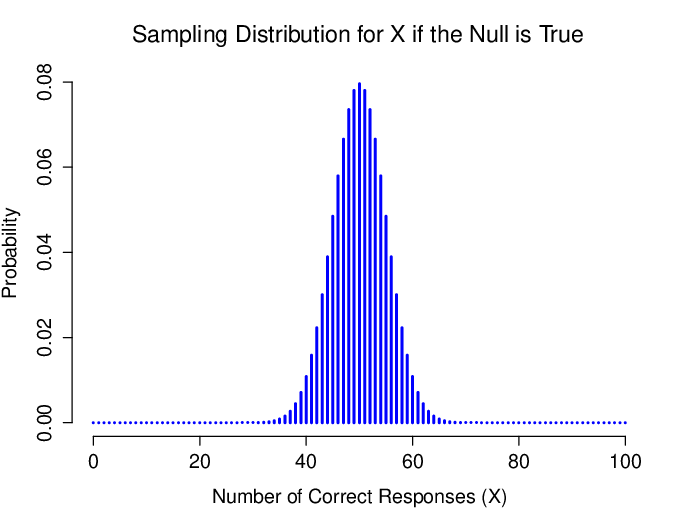 Sampling Distribution for X if the Null is True
Probability
0.08
0.06
0.04
0.02
0.00
0 20 40 60 80 100
Number of Correct Responses (X)